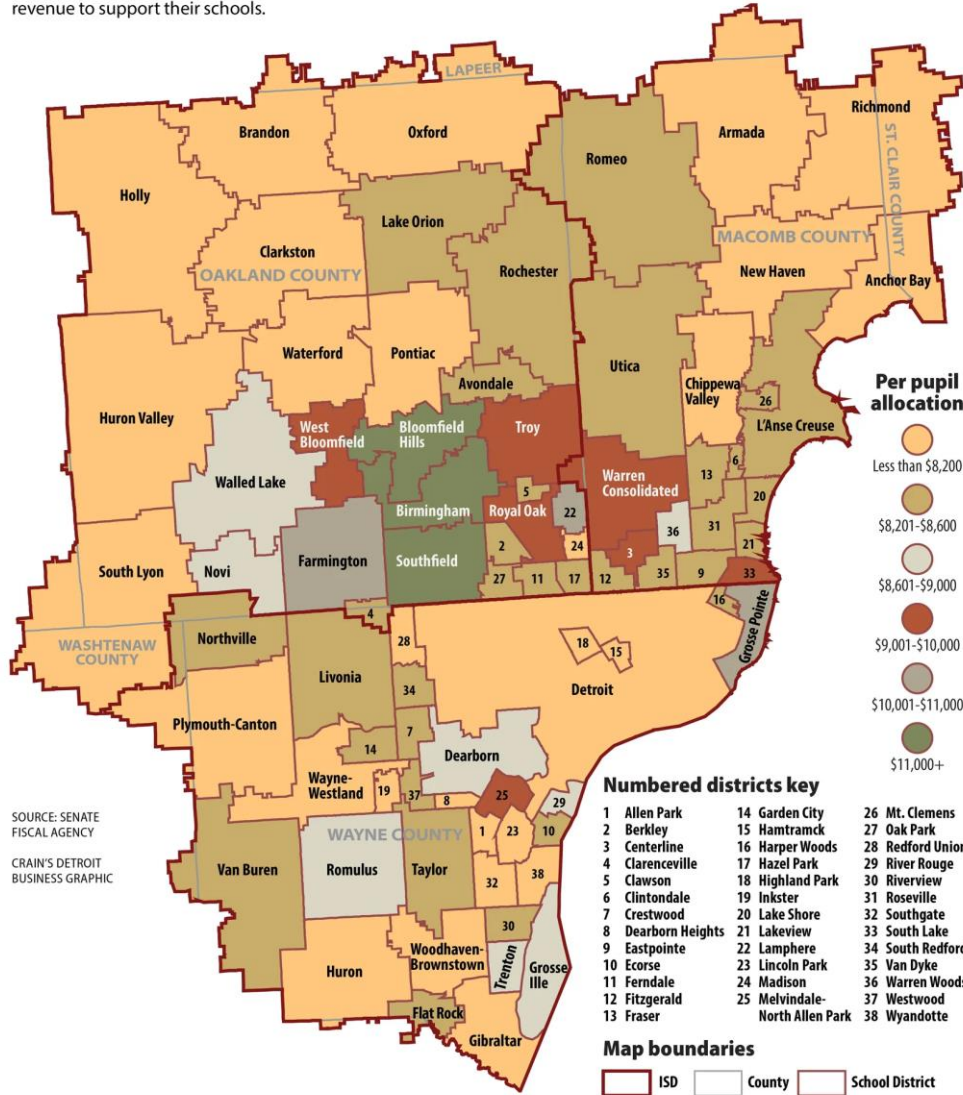 revenue to support their schools.
LAPEER
Brandon
Oxford
Armada
Richmond
ST. CLAIR COUNTY
Holly
Romeo
Lake Orion
Clarkston
OAKLAND COUNTY
Rochester
MACOMB COUNTY
New Haven
Anchor Bay
Waterford
Pontiac
Utica
Chippewa
Valley
Avondale
Huron Valley
26
L'Anse Creuse
West
Bloomfield
Bloomfield
Hills
Troy
Walled Lake
Warren
Consolidated
13
6
5
20
Birmingham
Royal Oak
22
36
31
South Lyon
Novi
Farmington
Southfield
2
24
3
21
27
11
17
12
35
9
33
4
16
Grosse Pointe
WASHTENAW
COUNTY
Northville
28
18
15
Livonia
Detroit
34
Plymouth-Canton
7
14
Dearborn
Wayne-
Westland
19
37
8
25
29
WAYNE COUNTY
1
23
10
Van Buren
Romulus
Taylor
32
38
30
Huron
Woodhaven-
Brownstown
Trenton
Grosse
Ille
Flat Rock
Gibraltar
Per pupil
allocation
Less than $8,200
$8,201-$8,600
$8,601-$9,000
$9,001-$10,000
$10,001-$11,000
$11,000+
SOURCE: SENATE
FISCAL AGENCY
CRAIN'S DETROIT
BUSINESS GRAPHIC
Numbered districts key
1 Allen Park
2 Berkley
3 Centerline
4 Clarenceville
5 Clawson
6 Clintondale
7 Crestwood
8 Dearborn Heights
9 Eastpointe
10 Ecorse
11 Ferndale
12 Fitzgerald
13 Fraser
14 Garden City
15 Hamtramck
16 Harper Woods
17 Hazel Park
18 Highland Park
19 Inkster
20 Lake Shore
21 Lakeview
22 Lamphere
23 Lincoln Park
24 Madison
25 Melvindale-
North Allen Park
26 Mt. Clemens
27 Oak Park
28 Redford Union
29 River Rouge
30 Riverview
31 Roseville
32 Southgate
33 South Lake
34 South Redford
35 Van Dyke
36 Warren Woods
37 Westwood
38 Wyandotte
Map boundaries
ISD
County
School District